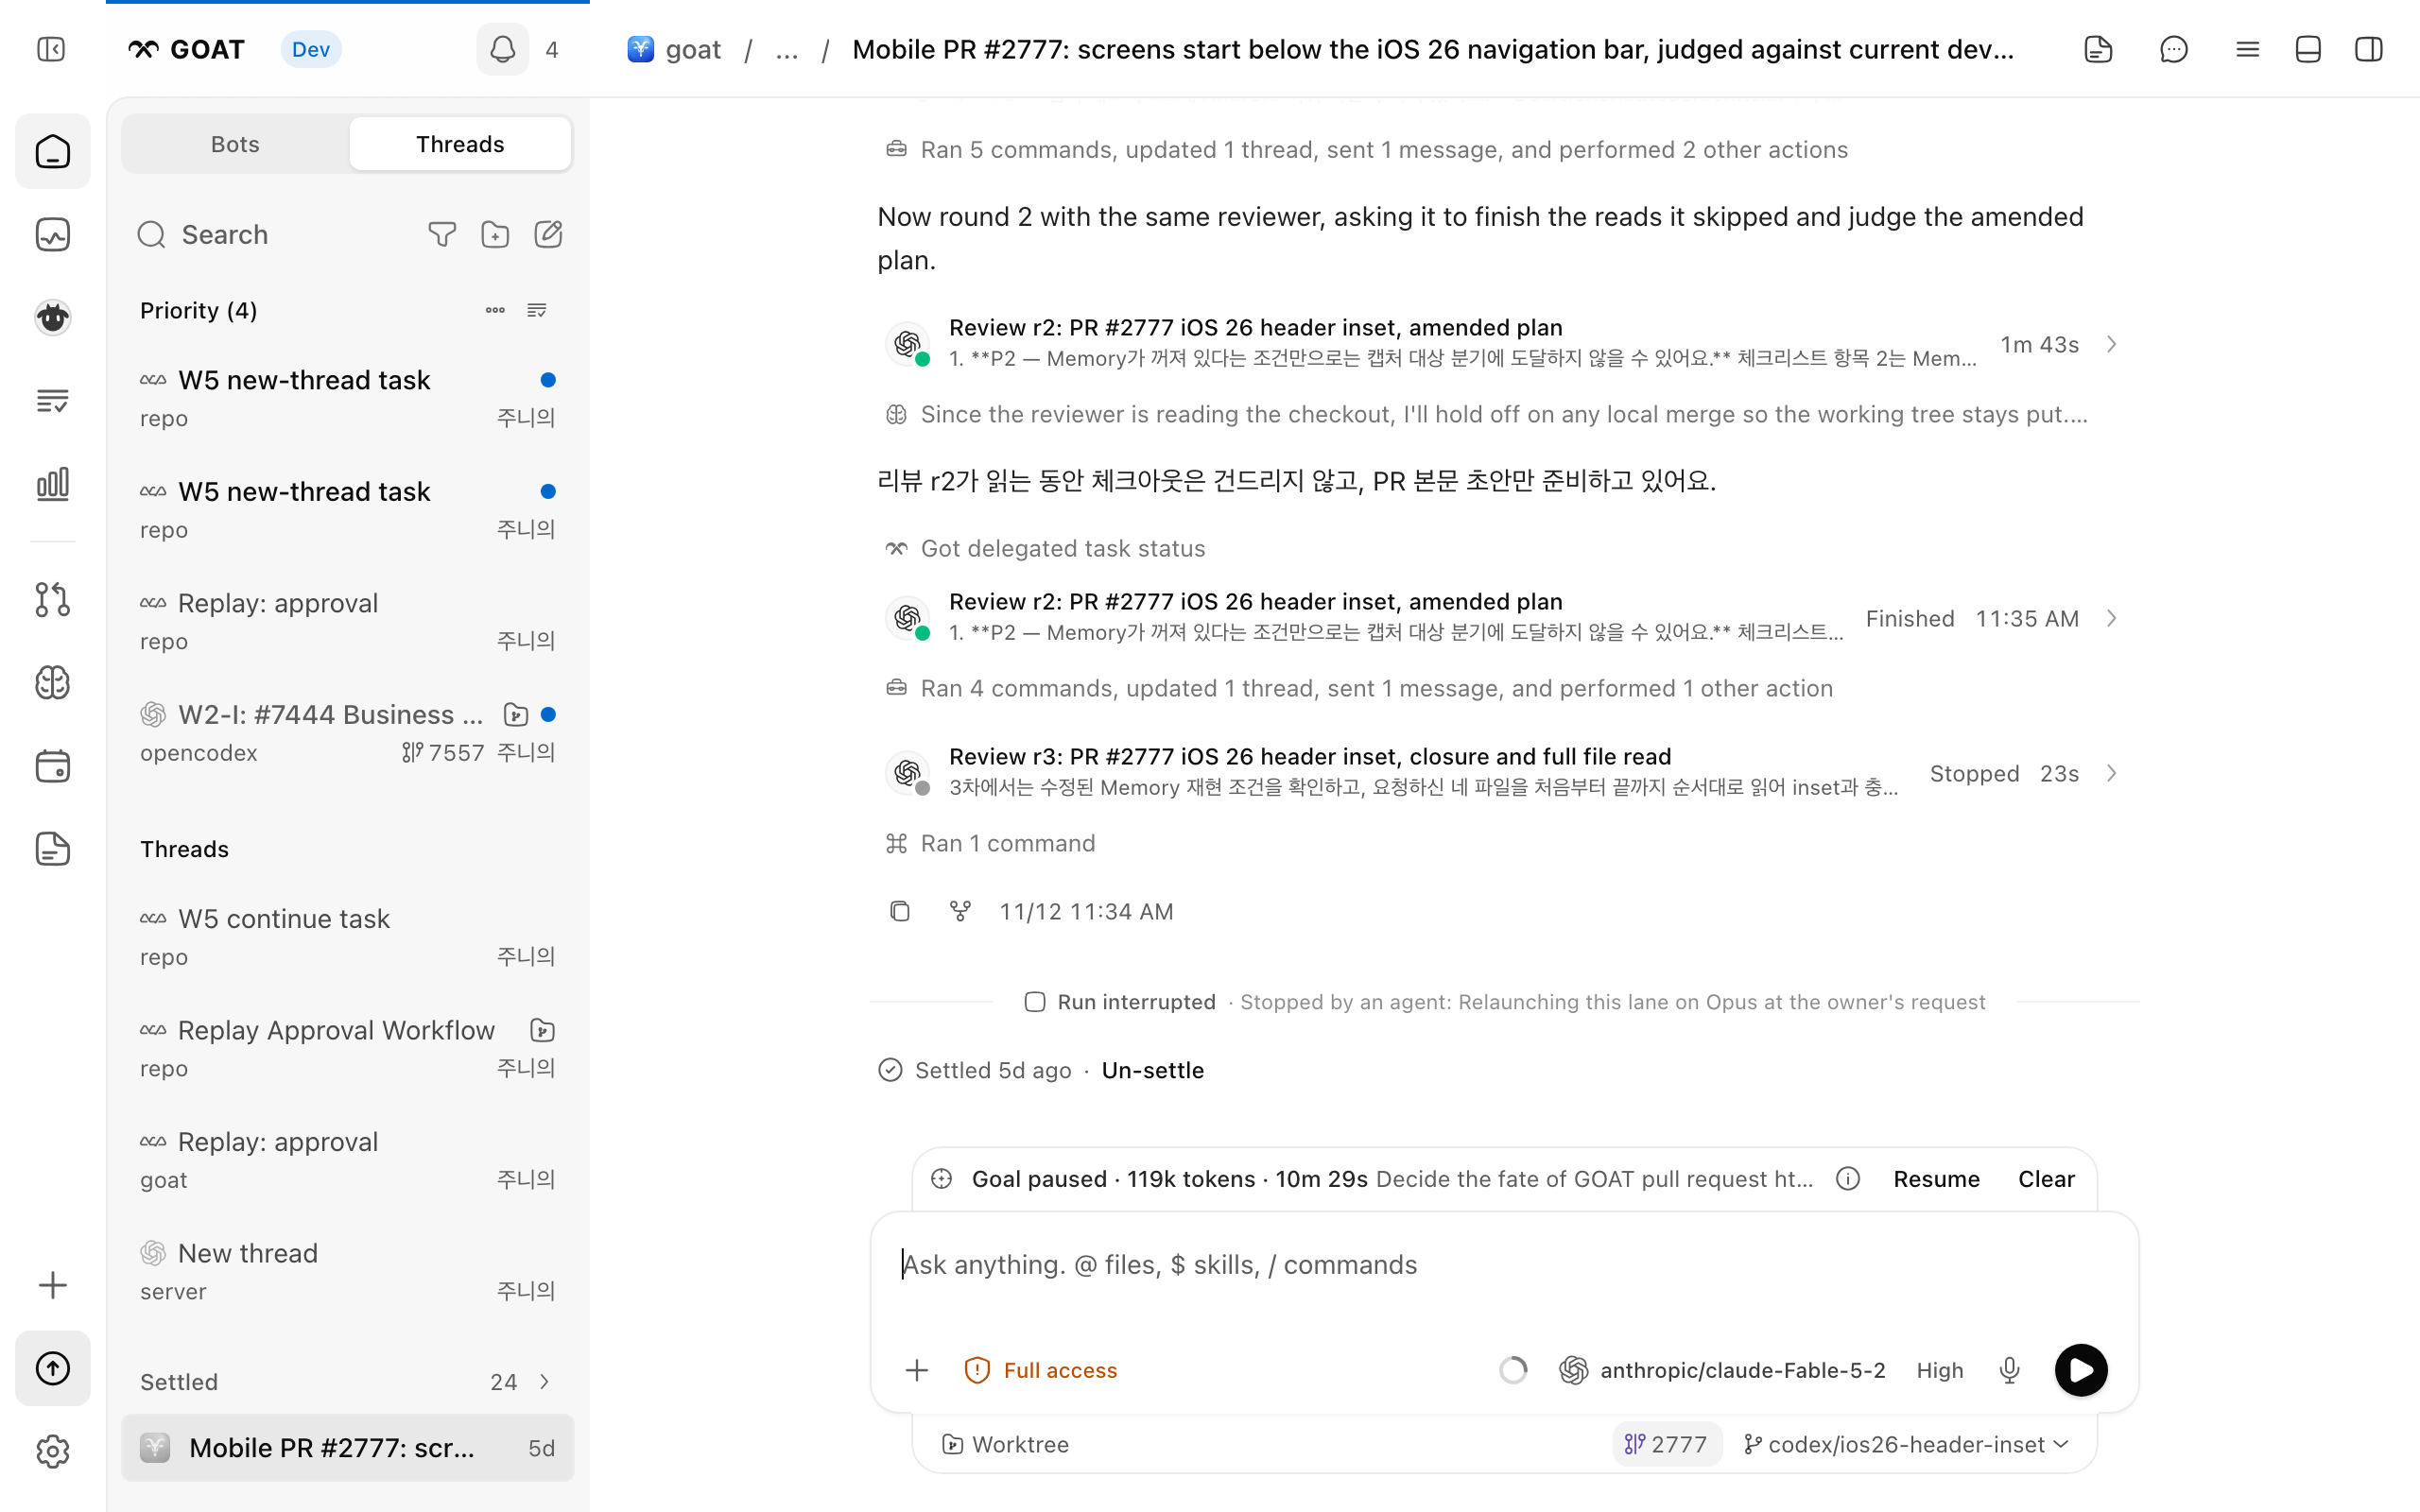 GOAT Dev 4
goat / ... / Mobile PR #2777: screens start below the iOS 26 navigation bar, judged against current dev...
Bots Threads
Search
Priority (4)
W5 new-thread task
repo 주니의
W5 new-thread task
repo 주니의
Replay: approval
repo 주니의
W2-I: #7444 Business ...
opencodex 7557 주니의
Threads
W5 continue task
repo 주니의
Replay Approval Workflow
repo 주니의
Replay: approval
goat 주니의
New thread
server 주니의
Settled 24
Mobile PR #2777: scr... 5d
Ran 5 commands, updated 1 thread, sent 1 message, and performed 2 other actions
Now round 2 with the same reviewer, asking it to finish the reads it skipped and judge the amended
plan.
Review r2: PR #2777 iOS 26 header inset, amended plan
1. **P2 — Memory가 꺼져 있다는 조건만으로는 캡처 대상 분기에 도달하지 않을 수 있어요.** 체크리스트 항목 2는 Mem... 1m 43s
Since the reviewer is reading the checkout, I'll hold off on any local merge so the working tree stays put....
리뷰 r2가 읽는 동안 체크아웃은 건드리지 않고, PR 본문 초안만 준비하고 있어요.
Got delegated task status
Review r2: PR #2777 iOS 26 header inset, amended plan
1. **P2 — Memory가 꺼져 있다는 조건만으로는 캡처 대상 분기에 도달하지 않을 수 있어요.** 체크리스트... Finished 11:35 AM
Ran 4 commands, updated 1 thread, sent 1 message, and performed 1 other action
Review r3: PR #2777 iOS 26 header inset, closure and full file read
3차에서는 수정된 Memory 재현 조건을 확인하고, 요청하신 네 파일을 처음부터 끝까지 순서대로 읽어 inset과 충... Stopped 23s
Ran 1 command
11/12 11:34 AM
Run interrupted · Stopped by an agent: Relaunching this lane on Opus at the owner's request
Settled 5d ago · Un-settle
Goal paused · 119k tokens · 10m 29s Decide the fate of GOAT pull request ht... Resume Clear
Ask anything. @ files, $ skills, / commands
Full access anthropic/claude-Fable-5-2 High
Worktree 2777 codex/ios26-header-inset